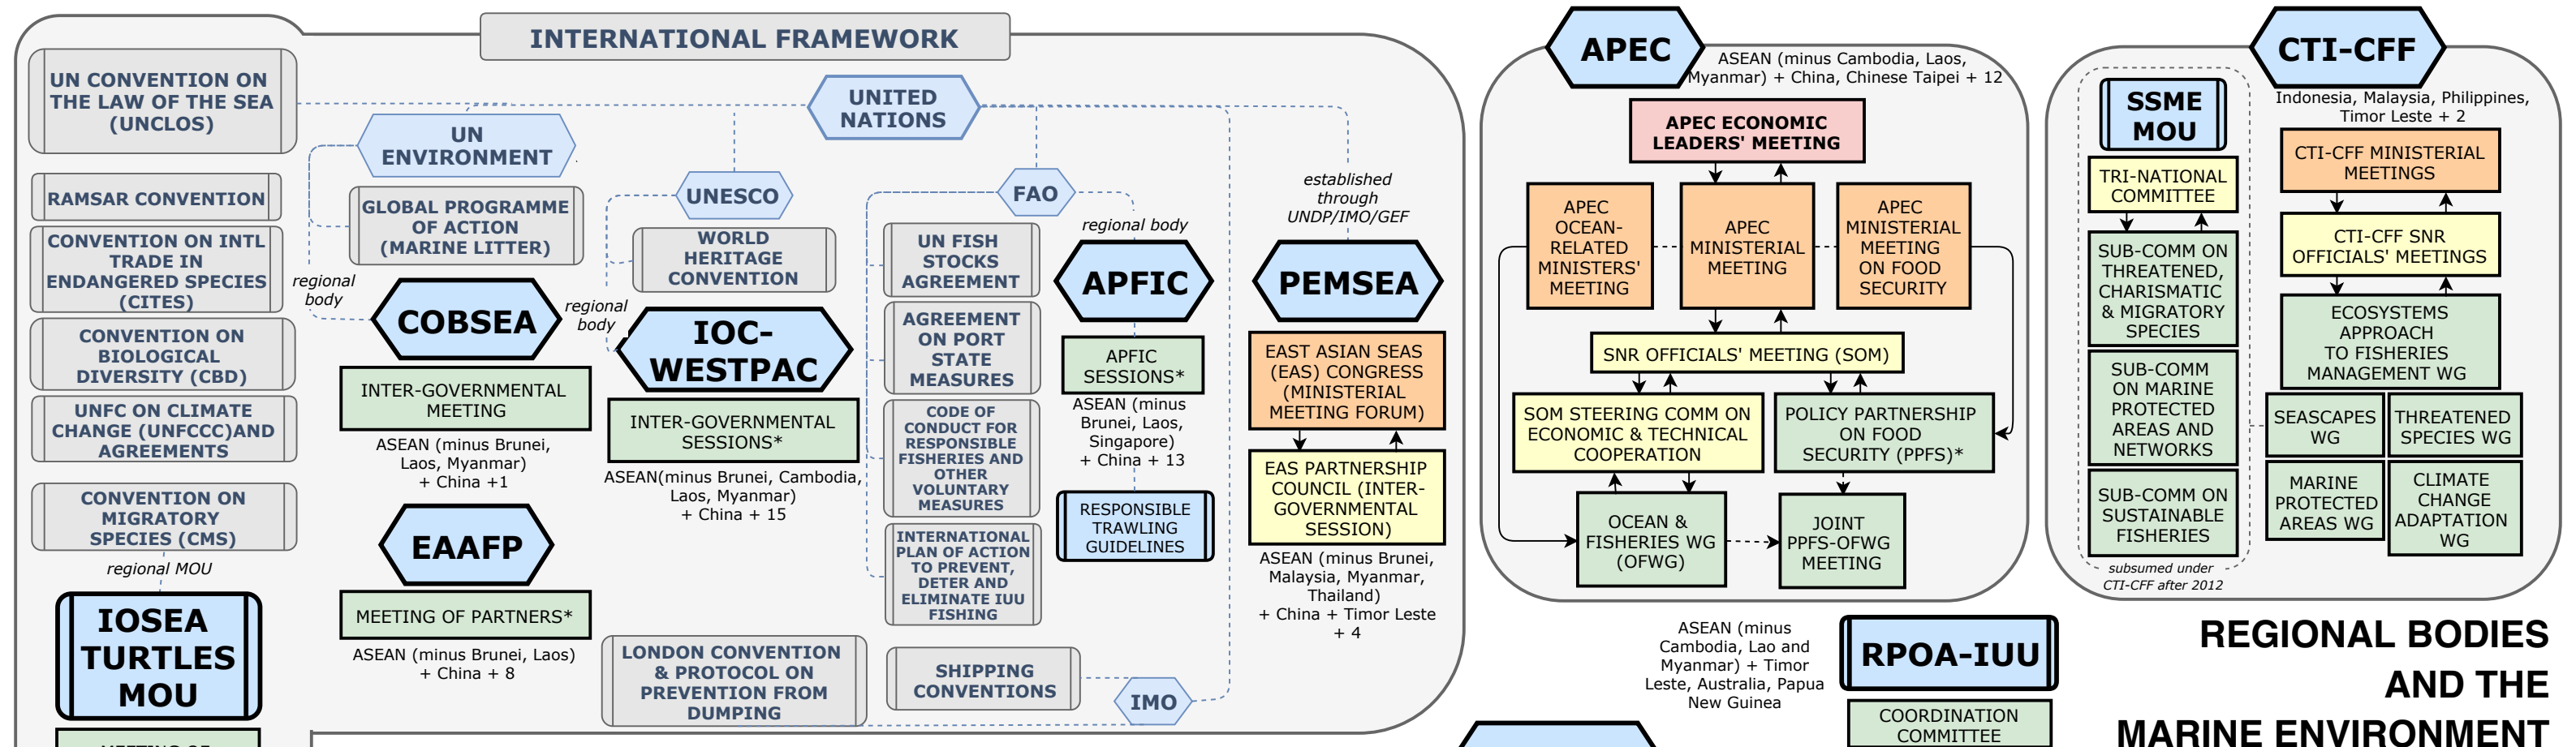 INTERNATIONAL FRAMEWORK
UN CONVENTION ON
THE LAW OF THE SEA
(UNCLOS)
RAMSAR CONVENTION
CONVENTION ON INTL
TRADE IN
ENDANGERED SPECIES
(CITES)
CONVENTION ON
BIOLOGICAL
DIVERSITY (CBD)
UNFC ON CLIMATE
CHANGE (UNFCCC)AND
AGREEMENTS
CONVENTION ON
MIGRATORY
SPECIES (CMS)
regional MOU
IOSEA
TURTLES
MOU
UNITED
NATIONS
UN
ENVIRONMENT
GLOBAL PROGRAMME
OF ACTION
(MARINE LITTER)
regional
body
COBSEA
INTER-GOVERNMENTAL
MEETING
ASEAN (minus Brunei,
Laos, Myanmar)
+ China +1
EAAFP
MEETING OF PARTNERS*
ASEAN (minus Brunei, Laos)
+ China + 8
UNESCO
WORLD
HERITAGE
CONVENTION
regional
body
IOC-
WESTPAC
INTER-GOVERNMENTAL
SESSIONS*
ASEAN(minus Brunei, Cambodia,
Laos, Myanmar)
+ China + 15
LONDON CONVENTION
& PROTOCOL ON
PREVENTION FROM
DUMPING
FAO
UN FISH
STOCKS
AGREEMENT
AGREEMENT
ON PORT
STATE
MEASURES
CODE OF
CONDUCT FOR
RESPONSIBLE
FISHERIES AND
OTHER
VOLUNTARY
MEASURES
INTERNATIONAL
PLAN OF ACTION
TO PREVENT,
DETER AND
ELIMINATE IUU
FISHING
SHIPPING
CONVENTIONS
IMO
regional body
APFIC
APFIC
SESSIONS*
ASEAN (minus
Brunei, Laos,
Singapore)
+ China + 13
RESPONSIBLE
TRAWLING
GUIDELINES
established
through
UNDP/IMO/GEF
PEMSEA
EAST ASIAN SEAS
(EAS) CONGRESS
(MINISTERIAL
MEETING FORUM)
EAS PARTNERSHIP
COUNCIL (INTER-
GOVERNMENTAL
SESSION)
ASEAN (minus Brunei,
Malaysia, Myanmar,
Thailand)
+ China + Timor Leste
+ 4
APEC
ASEAN (minus Cambodia, Laos,
Myanmar) + China, Chinese Taipei + 12
APEC ECONOMIC
LEADERS' MEETING
APEC
OCEAN-
RELATED
MINISTERS'
MEETING
APEC
MINISTERIAL
MEETING
APEC
MINISTERIAL
MEETING
ON FOOD
SECURITY
SNR OFFICIALS' MEETING (SOM)
SOM STEERING COMM ON
ECONOMIC & TECHNICAL
COOPERATION
POLICY PARTNERSHIP
ON FOOD
SECURITY (PPFS)*
OCEAN &
FISHERIES WG
(OFWG)
JOINT
PPFS-OFWG
MEETING
CTI-CFF
Indonesia, Malaysia, Philippines,
Timor Leste + 2
SSME
MOU
TRI-NATIONAL
COMMITTEE
SUB-COMM ON
THREATENED,
CHARISMATIC
& MIGRATORY
SPECIES
SUB-COMM
ON MARINE
PROTECTED
AREAS AND
NETWORKS
SUB-COMM ON
SUSTAINABLE
FISHERIES
subsumed under
CTI-CFF after 2012
CTI-CFF MINISTERIAL
MEETINGS
CTI-CFF SNR
OFFICIALS' MEETINGS
ECOSYSTEMS
APPROACH
TO FISHERIES
MANAGEMENT WG
SEASCAPES
WG
THREATENED
SPECIES WG
MARINE
PROTECTED
AREAS WG
CLIMATE
CHANGE
ADAPTATION
WG
ASEAN (minus
Cambodia, Lao and
Myanmar) + Timor
Leste, Australia, Papua
New Guinea
RPOA-IUU
COORDINATION
COMMITTEE
REGIONAL BODIES
AND THE
MARINE ENVIRONMENT